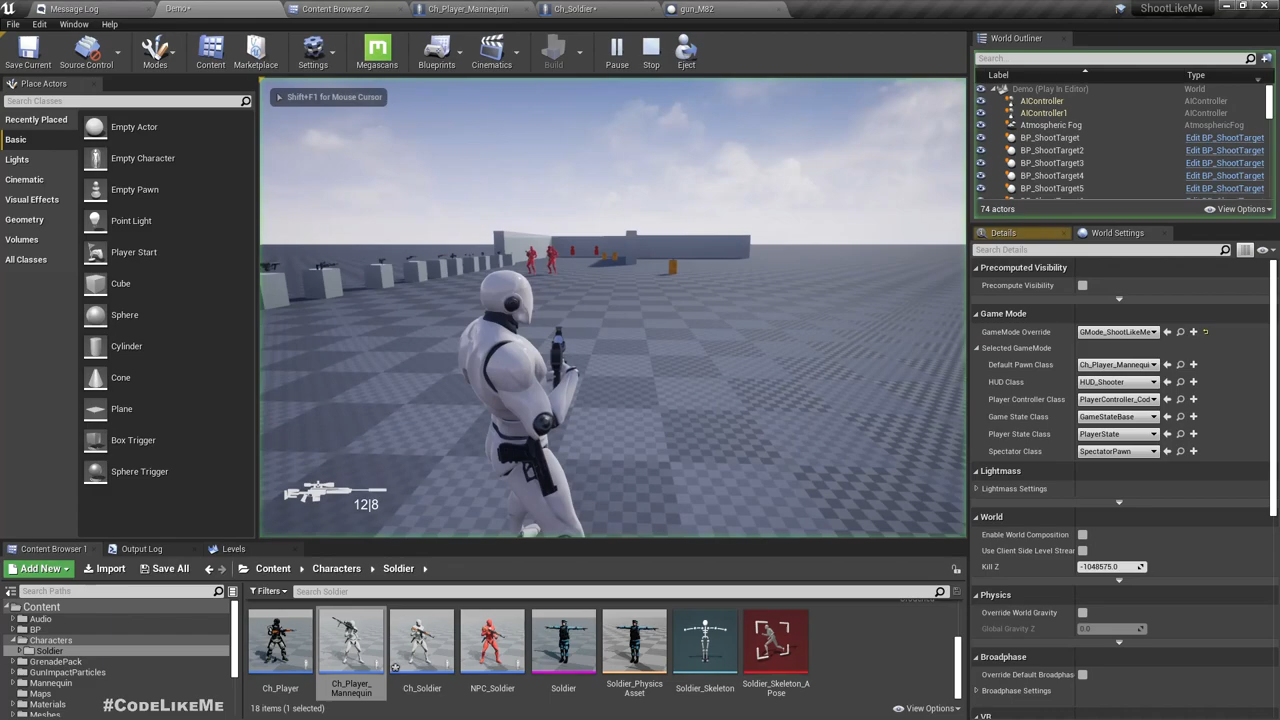 Message Log
Demo•
Content Browser 2
Ch_Player_Mannequin
Ch_Soldier•
gun_M82
ShootLikeMe
File
Edit
Window
Help
Save Current
Source Control
Modes
Content
Marketplace
Settings
Megascans
Blueprints
Cinematics
Build
Pause
Stop
Eject
Place Actors
Search Classes
Recently Placed
Basic
Lights
Cinematic
Visual Effects
Geometry
Volumes
All Classes
Empty Actor
Empty Character
Empty Pawn
Point Light
Player Start
Cube
Sphere
Cylinder
Cone
Plane
Box Trigger
Sphere Trigger
Shift+F1 for Mouse Cursor
12|8
World Outliner
Search...
Label
Type
Demo (Play In Editor)
World
AIController
AIController
AIController1
AIController
Atmospheric Fog
AtmosphericFog
BP_ShootTarget
Edit BP_ShootTarget
BP_ShootTarget2
Edit BP_ShootTarget
BP_ShootTarget3
Edit BP_ShootTarget
BP_ShootTarget4
Edit BP_ShootTarget
BP_ShootTarget5
Edit BP_ShootTarget
74 actors
View Options
Details
World Settings
Search Details
Precomputed Visibility
Precompute Visibility
Game Mode
GameMode Override
GMode_ShootLikeMe
Selected GameMode
Default Pawn Class
Ch_Player_Mannequi
HUD Class
HUD_Shooter
Player Controller Class
PlayerController_Cod
Game State Class
GameStateBase
Player State Class
PlayerState
Spectator Class
SpectatorPawn
Lightmass
Lightmass Settings
World
Enable World Composition
Use Client Side Level Strear
Kill Z
-1048575.0
Physics
Override World Gravity
Global Gravity Z
0.0
Broadphase
Override Default Broadphas
Broadphase Settings
VR
Content Browser 1
Output Log
Levels
Add New
Import
Save All
Content
Characters
Soldier
Search Paths
Filters
Search Soldier
Content
Audio
BP
Characters
Soldier
GrenadePack
GunImpactParticles
Mannequin
Maps
Materials
Meshes
Ch_Player
Ch_Player_
Mannequin
Ch_Soldier
NPC_Soldier
Soldier
Soldier_Physics
Asset
Soldier_Skeleton
Soldier_Skeleton_A
Pose
18 items (1 selected)
View Options
#CodeLikeMe